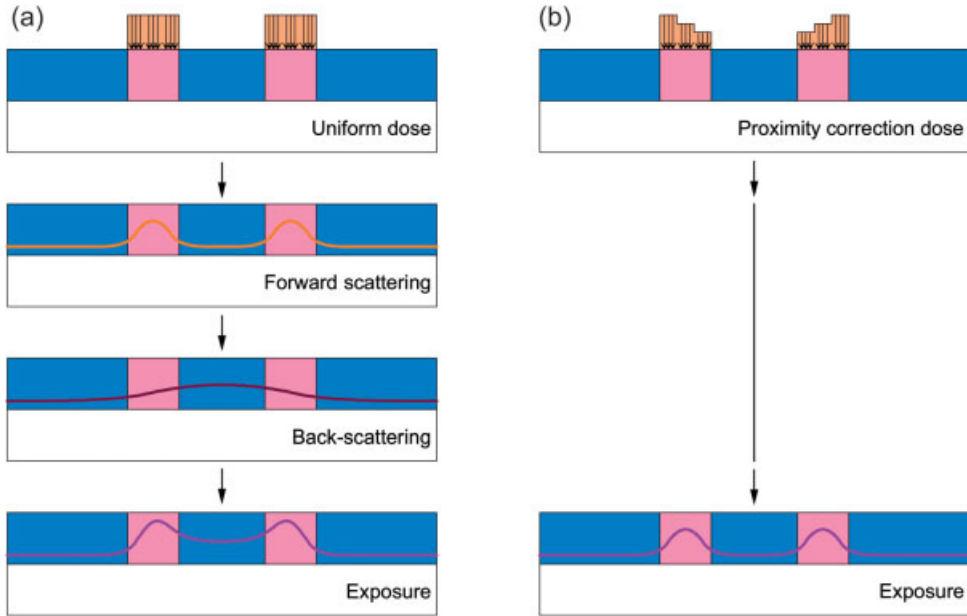 (a)
Uniform dose
Forward scattering
Back-scattering
Exposure
(b)
Proximity correction dose
Exposure